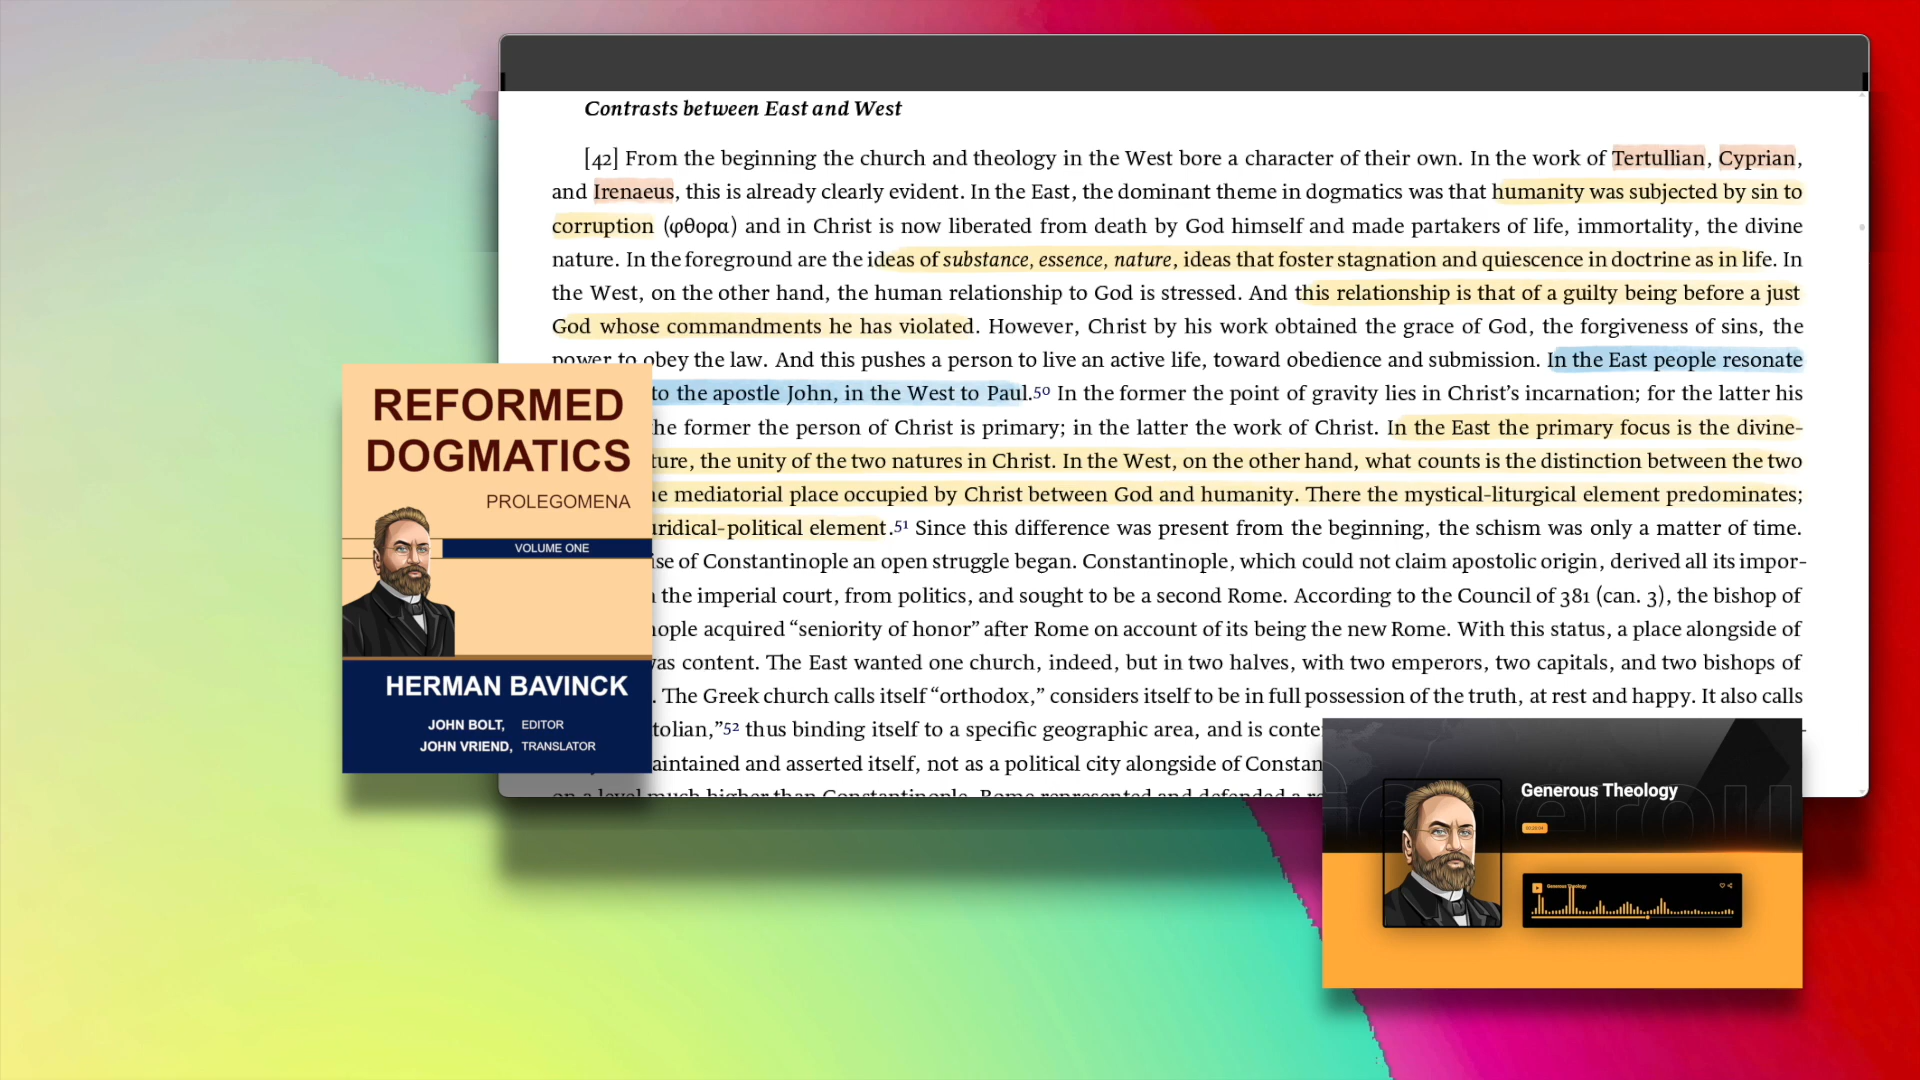 Contrasts between East and West
[42] From the beginning the church and theology in the West bore a character of their own. In the work of Tertullian, Cyprian,
and Irenaeus, this is already clearly evident. In the East, the dominant theme in dogmatics was that humanity was subjected by sin to
corruption (φθορα) and in Christ is now liberated from death by God himself and made partakers of life, immortality, the divine
nature. In the foreground are the ideas of substance, essence, nature, ideas that foster stagnation and quiescence in doctrine as in life. In
the West, on the other hand, the human relationship to God is stressed. And this relationship is that of a guilty being before a just
God whose commandments he has violated. However, Christ by his work obtained the grace of God, the forgiveness of sins, the
power to obey the law. And this pushes a person to live an active life, toward obedience and submission. In the East people resonate
to the apostle John, in the West to Paul.50 In the former the point of gravity lies in Christ’s incarnation; for the latter his
the former the person of Christ is primary; in the latter the work of Christ. In the East the primary focus is the divine-
ture, the unity of the two natures in Christ. In the West, on the other hand, what counts is the distinction between the two
mediatorial place occupied by Christ between God and humanity. There the mystical-liturgical element predominates;
uridical-political element.51 Since this difference was present from the beginning, the schism was only a matter of time.
ise of Constantinople an open struggle began. Constantinople, which could not claim apostolic origin, derived all its impor-
the imperial court, from politics, and sought to be a second Rome. According to the Council of 381 (can. 3), the bishop of
nople acquired “seniority of honor” after Rome on account of its being the new Rome. With this status, a place alongside of
was content. The East wanted one church, indeed, but in two halves, with two emperors, two capitals, and two bishops of
. The Greek church calls itself “orthodox,” considers itself to be in full possession of the truth, at rest and happy. It also calls
tolian,”52 thus binding itself to a specific geographic area, and is conte
aintained and asserted itself, not as a political city alongside of Constan
on a level much higher than Constantinople. Rome represented and defended a
REFORMED
DOGMATICS
PROLEGOMENA
VOLUME ONE
HERMAN BAVINCK
JOHN BOLT, EDITOR
JOHN VRIEND, TRANSLATOR
Generous Theology
Generous Theology